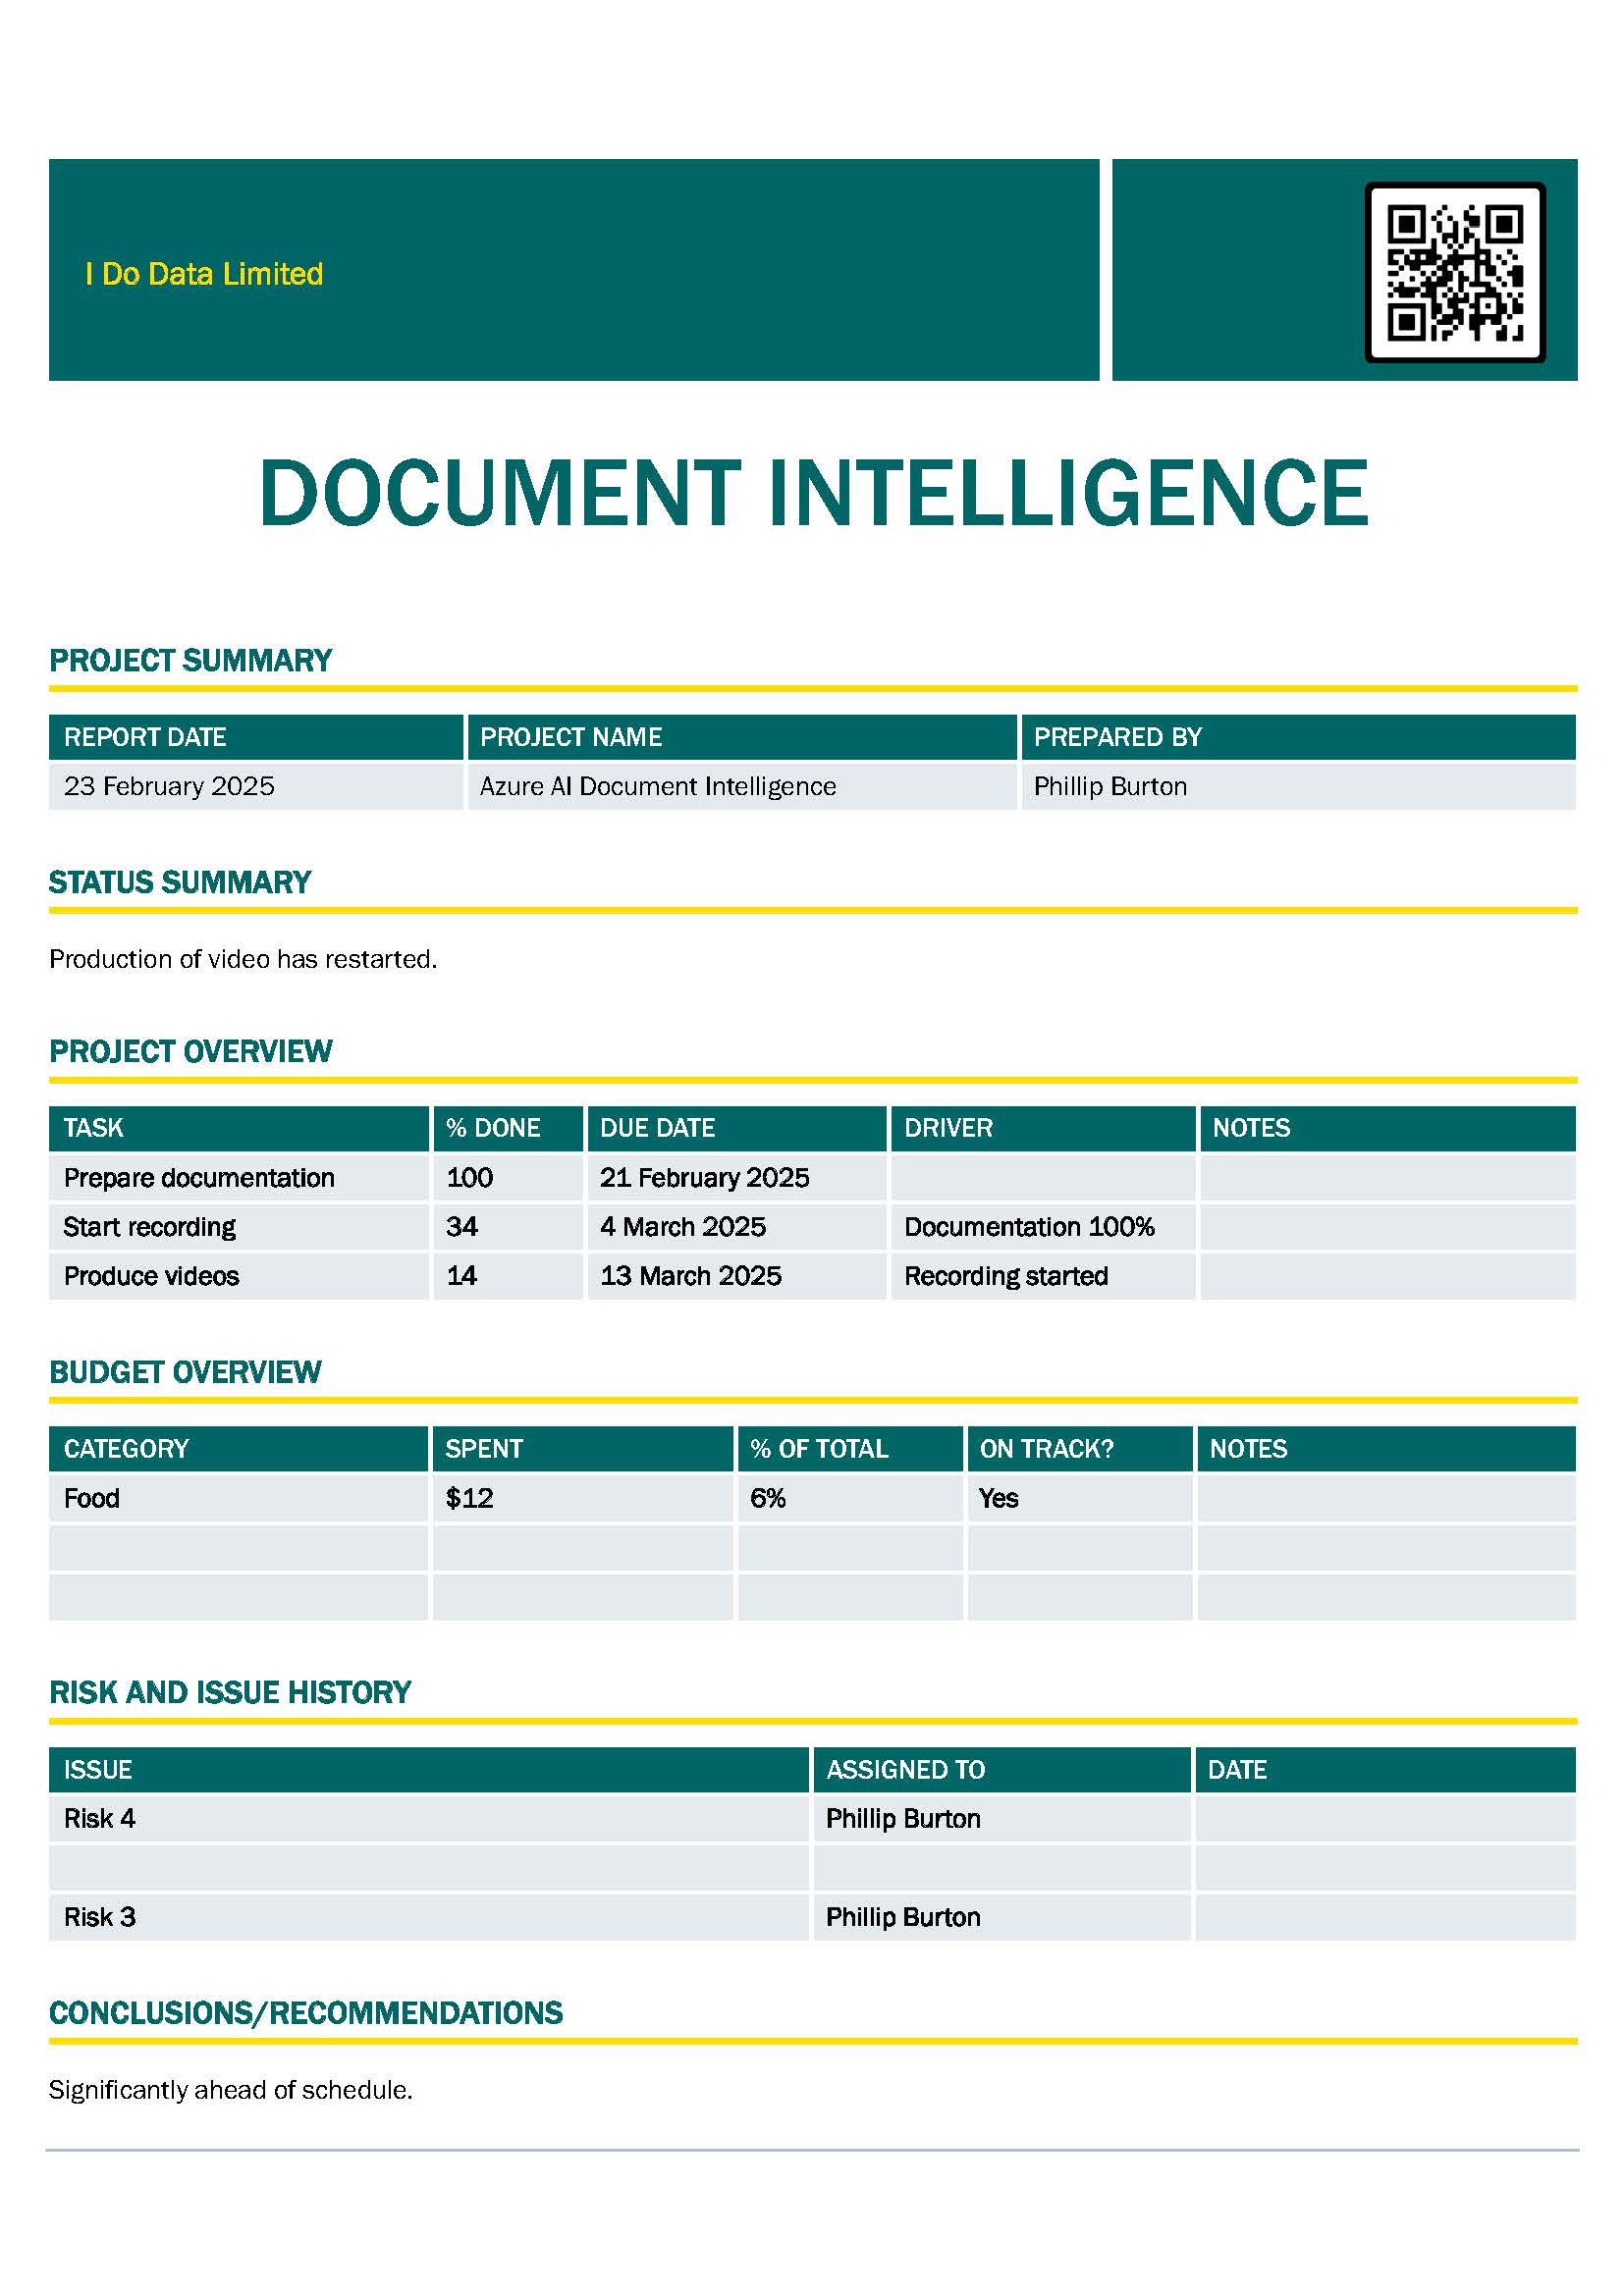 I Do Data Limited
DOCUMENT INTELLIGENCE
PROJECT SUMMARY
REPORT DATE PROJECT NAME PREPARED BY
23 February 2025 Azure AI Document Intelligence Phillip Burton
STATUS SUMMARY
Production of video has restarted.
PROJECT OVERVIEW
TASK % DONE DUE DATE DRIVER NOTES
Prepare documentation 100 21 February 2025
Start recording 34 4 March 2025 Documentation 100%
Produce videos 14 13 March 2025 Recording started
BUDGET OVERVIEW
CATEGORY SPENT % OF TOTAL ON TRACK? NOTES
Food $12 6% Yes
RISK AND ISSUE HISTORY
ISSUE ASSIGNED TO DATE
Risk 4 Phillip Burton
Risk 3 Phillip Burton
CONCLUSIONS/RECOMMENDATIONS
Significantly ahead of schedule.